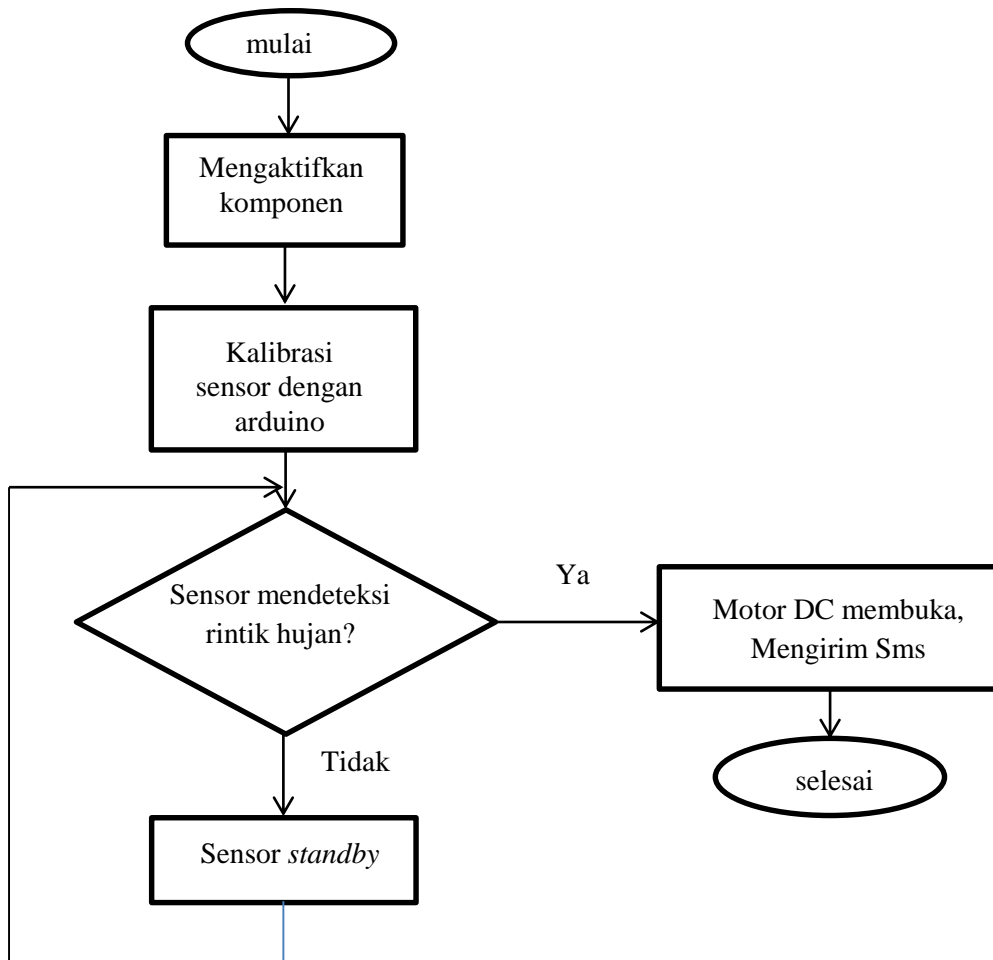 mulai
Mengaktifkan
komponen
Kalibrasi
sensor dengan
arduino
Sensor mendeteksi
rintik hujan?
Ya
Motor DC membuka,
Mengirim Sms
selesai
Tidak
Sensor standby